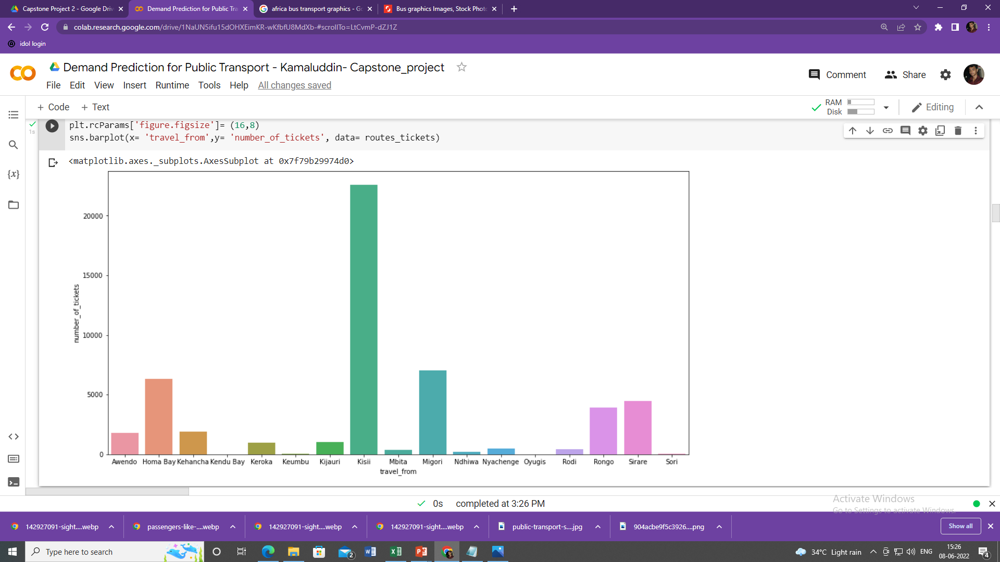 Capstone Project 2 - Google Driv
Demand Prediction for Public Tra
africa bus transport graphics - Go
Bus graphics Images, Stock Photo
colab.research.google.com/drive/1NaUN5ifu15dOHXEimKR-wKfbfU8MdXb-#scrollTo=LtCvmP-dZJ1Z
idol login
Demand Prediction for Public Transport - Kamaluddin- Capstone_project
Comment
Share
File Edit View Insert Runtime Tools Help All changes saved
+ Code + Text
RAM
Disk
Editing
1s
plt.rcParams['figure.figsize']= (16,8)
sns.barplot(x= 'travel_from',y= 'number_of_tickets', data= routes_tickets)
{x}
<matplotlib.axes._subplots.AxesSubplot at 0x7f79b29974d0>
20000
15000
10000
5000
0
number_of_tickets
Awendo Homa Bay Kehancha Kendu Bay Keroka Keumbu Kijauri Kisii Mbita Migori Ndhiwa Nyachenge Oyugis Rodi Rongo Sirare Sori
travel_from
0s completed at 3:26 PM
Activate Windows
Go to Settings to activate Windows.
142927091-sight....webp
passengers-like-....webp
142927091-sight....webp
142927091-sight....webp
public-transport-s....jpg
904acbe9f5c3926....png
Show all
Type here to search
2
34°C Light rain
ENG
15:26
08-06-2022
4